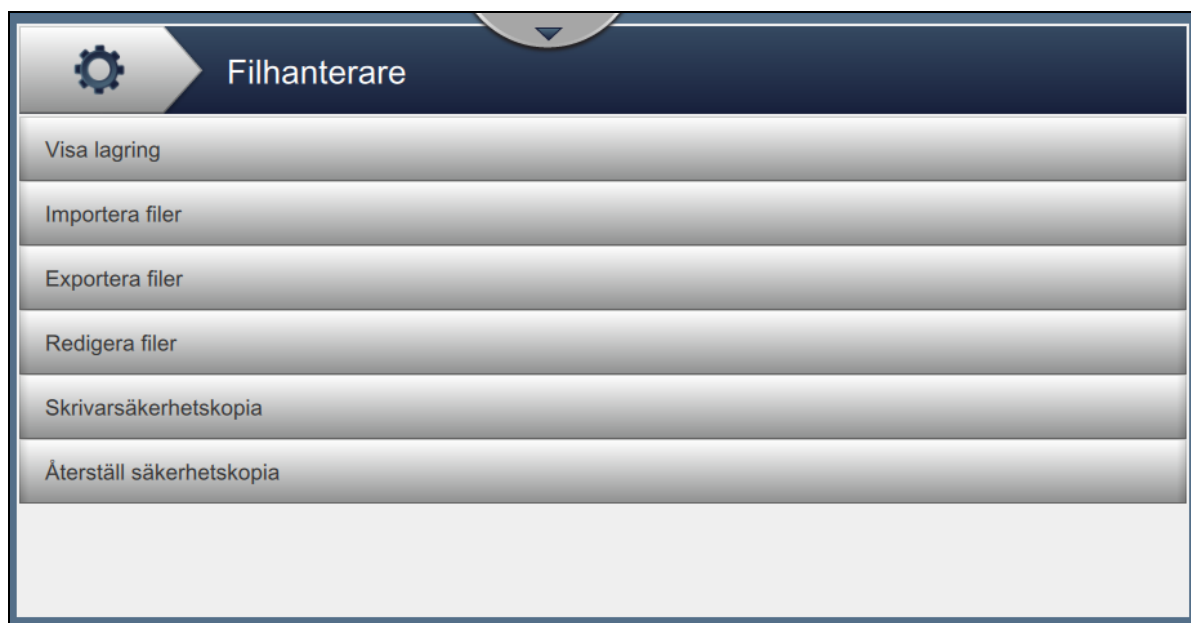 Filhanterare
Visa lagring
Importera filer
Exportera filer
Redigera filer
Skrivarsäkerhetskopia
Återställ säkerhetskopia